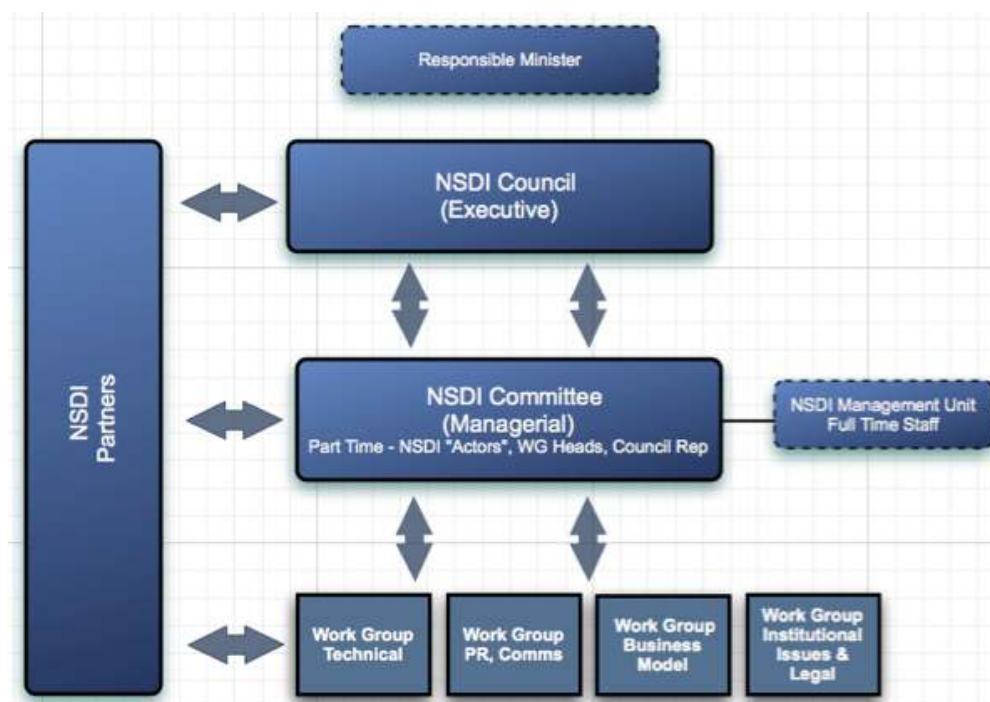 Responsible Minister
NSDI Council
(Executive)
NSDI
Partners
NSDI Committee
(Managerial)
Part Time - NSDI "Actors", WG Heads, Council Rep
NSDI Management Unit
Full Time Staff
Work Group
Technical
Work Group
PR, Comms
Work Group
Business
Model
Work Group
Institutional
Issues &
Legal